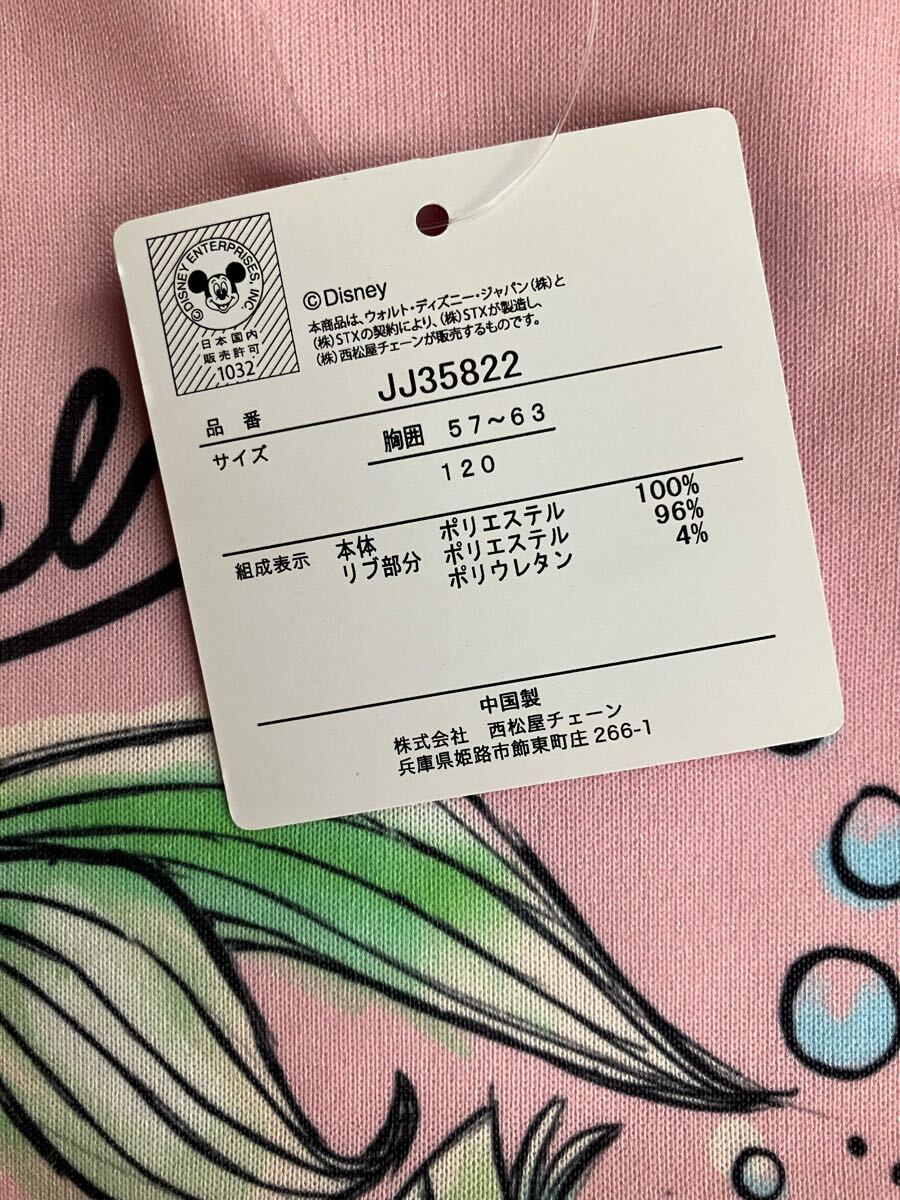 ©DISNEY ENTERPRISES, INC.
日本国内
販売許可
1032
©Disney
本商品は、ウォルト・ディズニー・ジャパン(株)と
(株)STXの契約により、(株)STXが製造し、
(株)西松屋チェーンが販売するものです。
品番 JJ35822
サイズ 胸囲 57～63
120
組成表示 本体 ポリエステル 100%
リブ部分 ポリエステル 96%
ポリウレタン 4%
中国製
株式会社 西松屋チェーン
兵庫県姫路市飾東町庄266-1